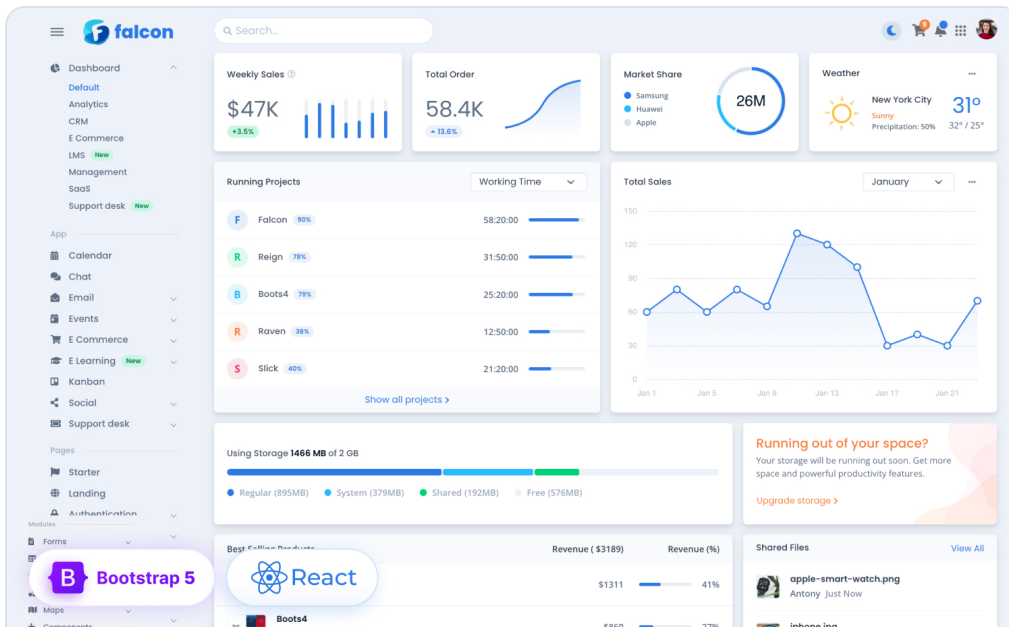 falcon
Search...
9
Dashboard
Default
Analytics
CRM
E Commerce
LMS New
Management
SaaS
Support desk New
App
Calendar
Chat
Email
Events
E Commerce
E Learning New
Kanban
Social
Support desk
Pages
Starter
Landing
Authentication
Modules
Forms
Maps
Components
Weekly Sales
$47K
+3.5%
Total Order
58.4K
13.6%
Market Share
Samsung
Huawei
Apple
26M
Weather
...
New York City
Sunny
Precipitation: 50%
31°
32° / 25°
Running Projects
Working Time
F Falcon 90% 58:20:00
R Reign 78% 31:50:00
B Boots4 79% 25:20:00
R Raven 38% 12:50:00
S Slick 40% 21:20:00
Show all projects >
Total Sales
January
...
150
120
90
60
30
0
Jan 1 Jan 5 Jan 9 Jan 13 Jan 17 Jan 21
Using Storage 1466 MB of 2 GB
Regular (895MB) System (379MB) Shared (192MB) Free (576MB)
Running out of your space?
Your storage will be running out soon. Get more
space and powerful productivity features.
Upgrade storage >
Best Selling Products Revenue ( $3189) Revenue (%)
$1311 41%
Boots4
$860 27%
Shared Files View All
apple-smart-watch.png
Antony Just Now
iphone.jpg
B Bootstrap 5
React